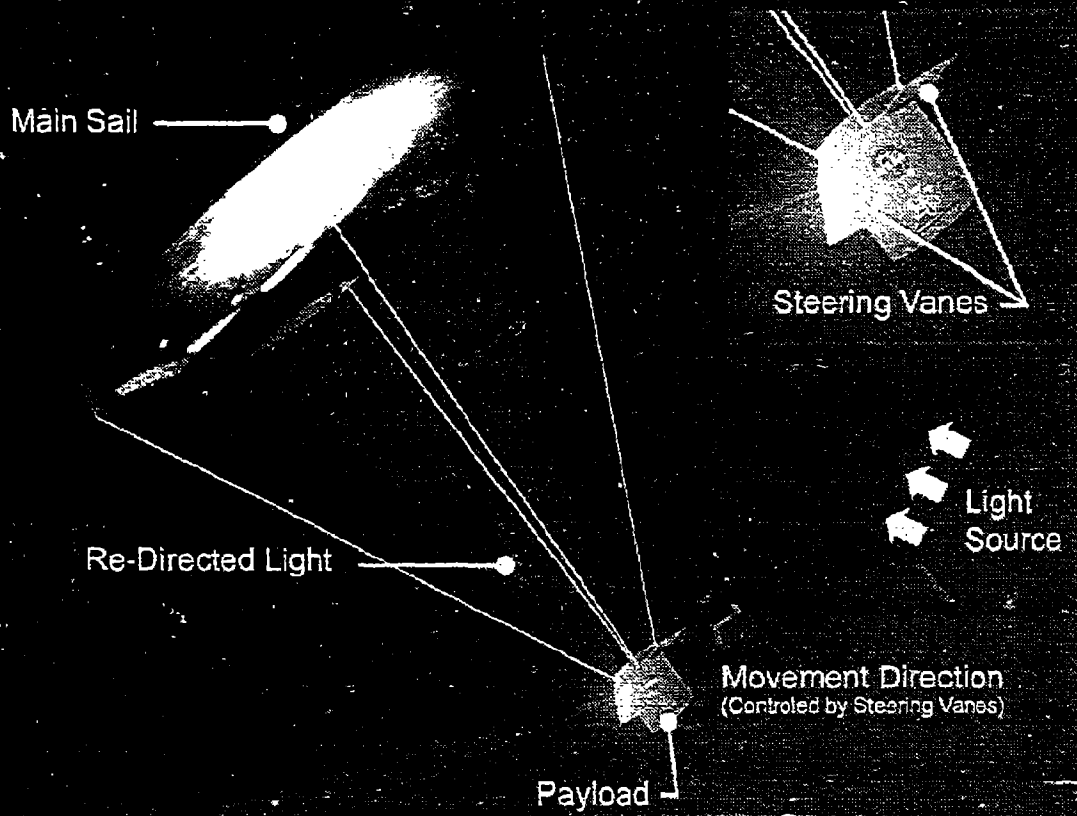 Main Sail
Steering Vanes
Light
Source
Re-Directed Light
Movement Direction
(Controled by Steering Vanes)
Payload